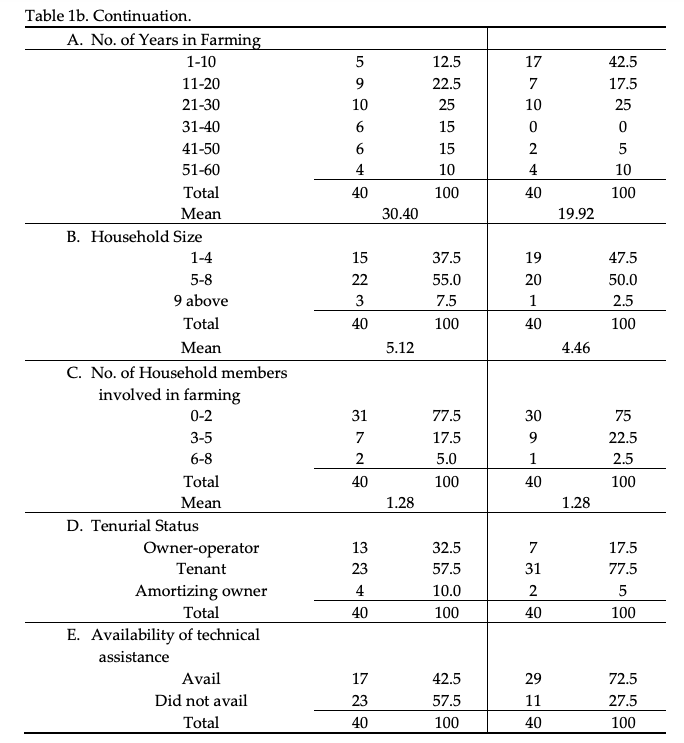 Table 1b. Continuation.
A. No. of Years in Farming
1-10 5 12.5 17 42.5
11-20 9 22.5 7 17.5
21-30 10 25 10 25
31-40 6 15 0 0
41-50 6 15 2 5
51-60 4 10 4 10
Total 40 100 40 100
Mean 30.40 19.92
B. Household Size
1-4 15 37.5 19 47.5
5-8 22 55.0 20 50.0
9 above 3 7.5 1 2.5
Total 40 100 40 100
Mean 5.12 4.46
C. No. of Household members
involved in farming
0-2 31 77.5 30 75
3-5 7 17.5 9 22.5
6-8 2 5.0 1 2.5
Total 40 100 40 100
Mean 1.28 1.28
D. Tenurial Status
Owner-operator 13 32.5 7 17.5
Tenant 23 57.5 31 77.5
Amortizing owner 4 10.0 2 5
Total 40 100 40 100
E. Availability of technical
assistance
Avail 17 42.5 29 72.5
Did not avail 23 57.5 11 27.5
Total 40 100 40 100